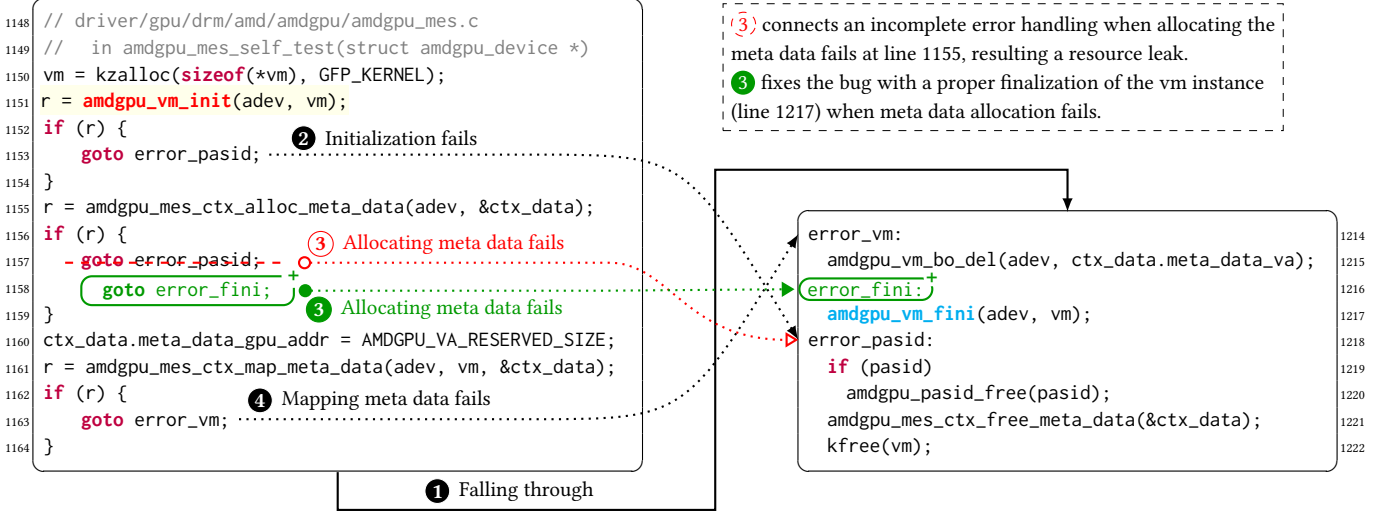 1148 // driver/gpu/drm/amd/amdgpu/amdgpu_mes.c
1149 //   in amdgpu_mes_self_test(struct amdgpu_device *)
1150 vm = kzalloc(sizeof(*vm), GFP_KERNEL);
1151 r = amdgpu_vm_init(adev, vm);
1152 if (r) {
❷ Initialization fails
1153     goto error_pasid;
1154 }
1155 r = amdgpu_mes_ctx_alloc_meta_data(adev, &ctx_data);
1156 if (r) {
③ Allocating meta data fails
1157     goto error_pasid;
1158     goto error_fini; +
❸ Allocating meta data fails
1159 }
1160 ctx_data.meta_data_gpu_addr = AMDGPU_VA_RESERVED_SIZE;
1161 r = amdgpu_mes_ctx_map_meta_data(adev, vm, &ctx_data);
1162 if (r) {
❹ Mapping meta data fails
1163     goto error_vm;
1164 }
❶ Falling through
③ connects an incomplete error handling when allocating the
meta data fails at line 1155, resulting a resource leak.
❸ fixes the bug with a proper finalization of the vm instance
(line 1217) when meta data allocation fails.
error_vm: 1214
amdgpu_vm_bo_del(adev, ctx_data.meta_data_va); 1215
error_fini: + 1216
amdgpu_vm_fini(adev, vm); 1217
error_pasid: 1218
if (pasid) 1219
amdgpu_pasid_free(pasid); 1220
amdgpu_mes_ctx_free_meta_data(&ctx_data); 1221
kfree(vm); 1222